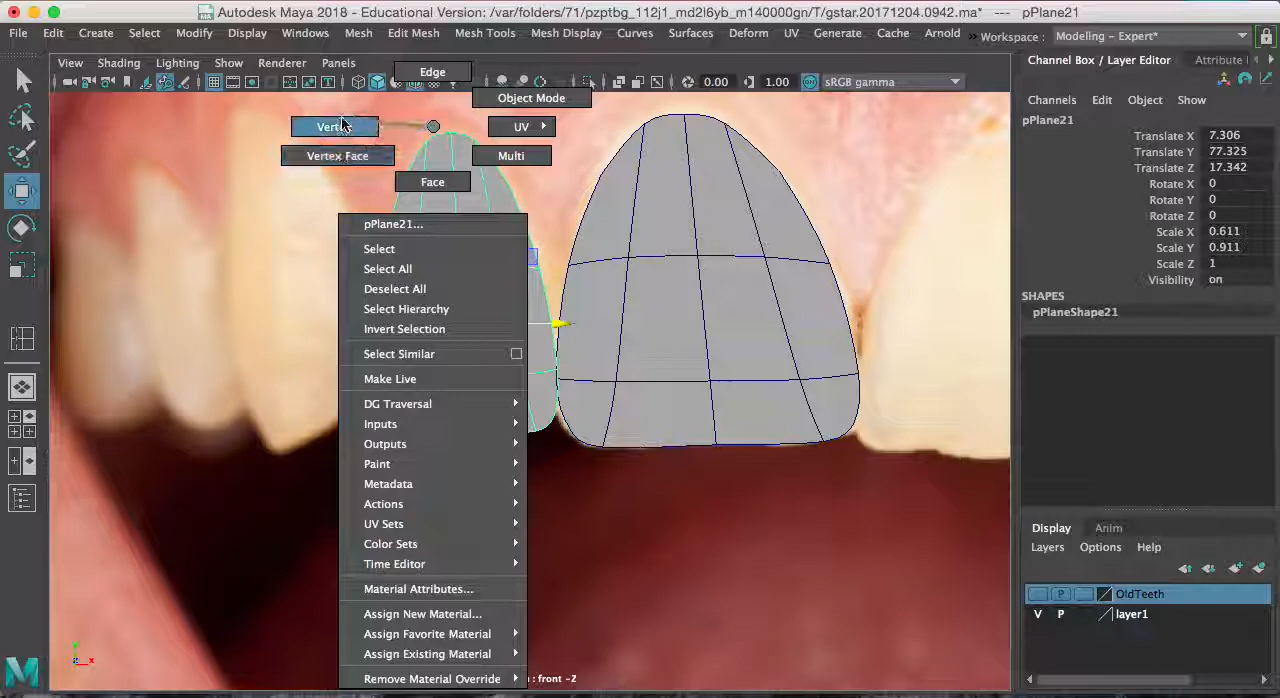 Autodesk Maya 2018 - Educational Version: /var/folders/71/pzptbg_112j1_md2l6yb_m140000gn/T/gstar.20171204.0942.ma* --- pPlane21
File Edit Create Select Modify Display Windows Mesh Edit Mesh Mesh Tools Mesh Display Curves Surfaces Deform UV Generate Cache Arnold » Workspace : Modeling - Expert*
View Shading Lighting Show Renderer Panels
Channel Box / Layer Editor Attribute
Edge
0.00 1.00 sRGB gamma
Object Mode
Channels Edit Object Show
pPlane21
UV
Vertex Face
Multi
Face
Translate X 7.306
Translate Y 77.325
Translate Z 17.342
Rotate X 0
Rotate Y 0
Rotate Z 0
Scale X 0.611
Scale Y 0.911
Scale Z 1
Visibility on
SHAPES
pPlaneShape21
pPlane21...
Select
Select All
Deselect All
Select Hierarchy
Invert Selection
Select Similar
Make Live
DG Traversal
Inputs
Outputs
Paint
Metadata
Actions
UV Sets
Color Sets
Time Editor
Material Attributes...
Assign New Material...
Assign Favorite Material
Assign Existing Material
Remove Material Override
: front -Z
Display Anim
Layers Options Help
P OldTeeth
V P layer1
y
x
M